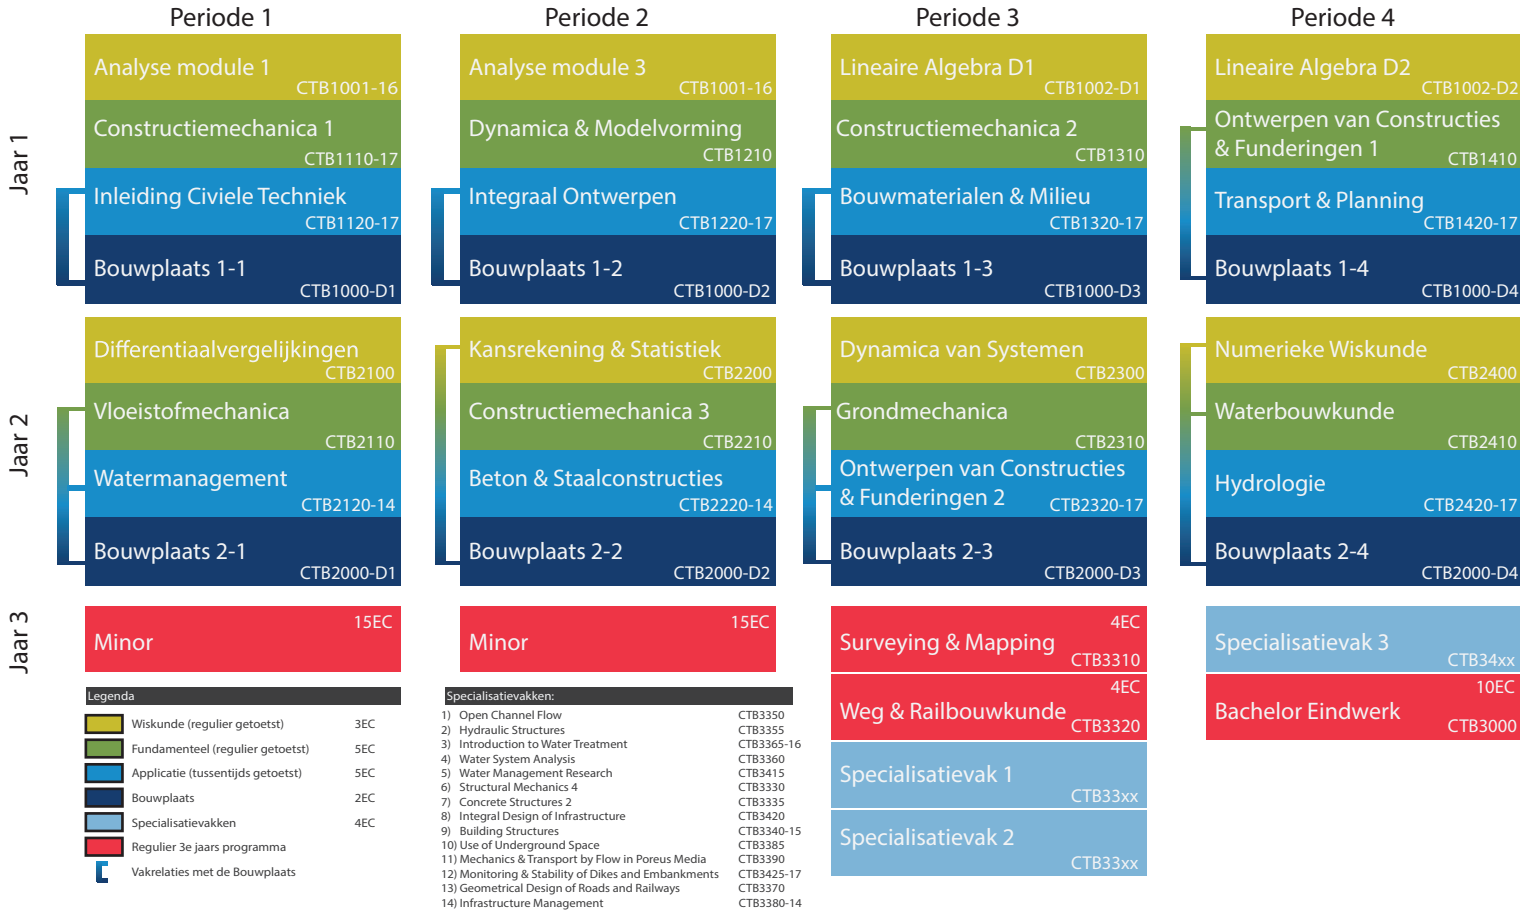 Periode 1
Periode 2
Periode 3
Periode 4
Jaar 1
Analyse module 1
CTB1001-16
Analyse module 3
CTB1001-16
Lineaire Algebra D1
CTB1002-D1
Lineaire Algebra D2
CTB1002-D2
Constructiemechanica 1
CTB1110-17
Dynamica & Modelvorming
CTB1210
Constructiemechanica 2
CTB1310
Ontwerpen van Constructies
& Funderingen 1
CTB1410
Inleiding Civiele Techniek
CTB1120-17
Integraal Ontwerpen
CTB1220-17
Bouwmaterialen & Milieu
CTB1320-17
Transport & Planning
CTB1420-17
Bouwplaats 1-1
CTB1000-D1
Bouwplaats 1-2
CTB1000-D2
Bouwplaats 1-3
CTB1000-D3
Bouwplaats 1-4
CTB1000-D4
Jaar 2
Differentiaalvergelijkingen
CTB2100
Kansrekening & Statistiek
CTB2200
Dynamica van Systemen
CTB2300
Numerieke Wiskunde
CTB2400
Vloeistofmechanica
CTB2110
Constructiemechanica 3
CTB2210
Grondmechanica
CTB2310
Waterbouwkunde
CTB2410
Watermanagement
CTB2120-14
Beton & Staalconstructies
CTB2220-14
Ontwerpen van Constructies
& Funderingen 2
CTB2320-17
Hydrologie
CTB2420-17
Bouwplaats 2-1
CTB2000-D1
Bouwplaats 2-2
CTB2000-D2
Bouwplaats 2-3
CTB2000-D3
Bouwplaats 2-4
CTB2000-D4
Jaar 3
15EC
Minor
15EC
Minor
4EC
Surveying & Mapping
CTB3310
Specialisatievak 3
CTB34xx
4EC
Weg & Railbouwkunde
CTB3320
10EC
Bachelor Eindwerk
CTB3000
Specialisatievak 1
CTB33xx
Specialisatievak 2
CTB33xx
Legenda
Wiskunde (regulier getoetst) 3EC
Fundamenteel (regulier getoetst) 5EC
Applicatie (tussentijds getoetst) 5EC
Bouwplaats 2EC
Specialisatievakken 4EC
Regulier 3e jaars programma
Vakrelaties met de Bouwplaats
Specialisatievakken:
1) Open Channel Flow CTB3350
2) Hydraulic Structures CTB3355
3) Introduction to Water Treatment CTB3365-16
4) Water System Analysis CTB3360
5) Water Management Research CTB3415
6) Structural Mechanics 4 CTB3330
7) Concrete Structures 2 CTB3335
8) Integral Design of Infrastructure CTB3420
9) Building Structures CTB3340-15
10) Use of Underground Space CTB3385
11) Mechanics & Transport by Flow in Poreus Media CTB3390
12) Monitoring & Stability of Dikes and Embankments CTB3425-17
13) Geometrical Design of Roads and Railways CTB3370
14) Infrastructure Management CTB3380-14